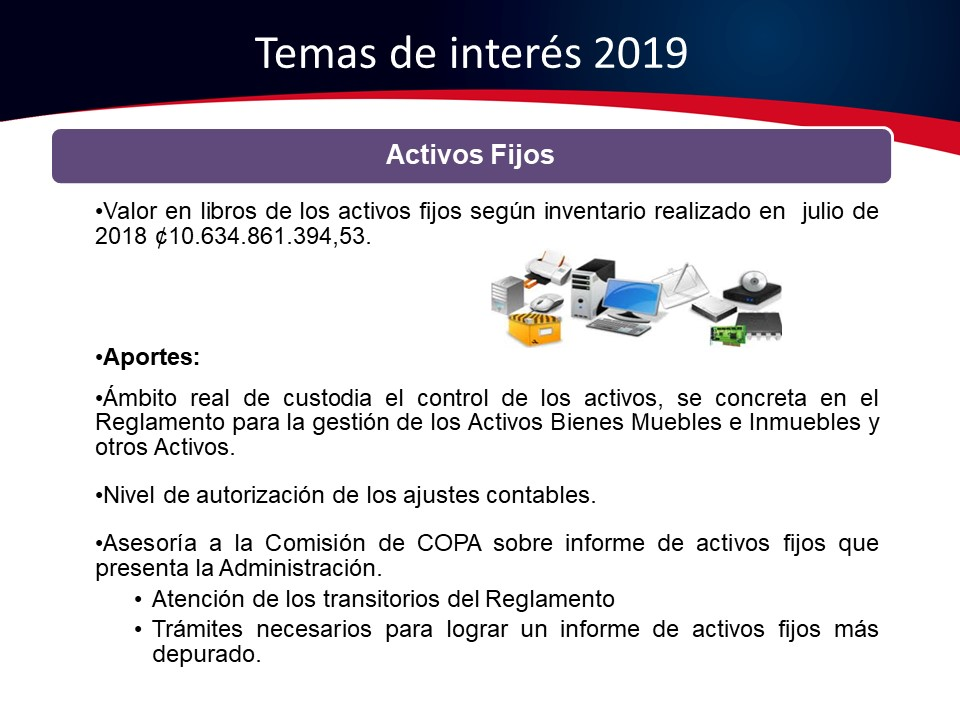 Temas de interés 2019
Activos Fijos
•Valor en libros de los activos fijos según inventario realizado en julio de
2018 ¢10.634.861.394,53.
•Aportes:
•Ámbito real de custodia el control de los activos, se concreta en el
Reglamento para la gestión de los Activos Bienes Muebles e Inmuebles y
otros Activos.
•Nivel de autorización de los ajustes contables.
•Asesoría a la Comisión de COPA sobre informe de activos fijos que
presenta la Administración.
• Atención de los transitorios del Reglamento
• Trámites necesarios para lograr un informe de activos fijos más
depurado.